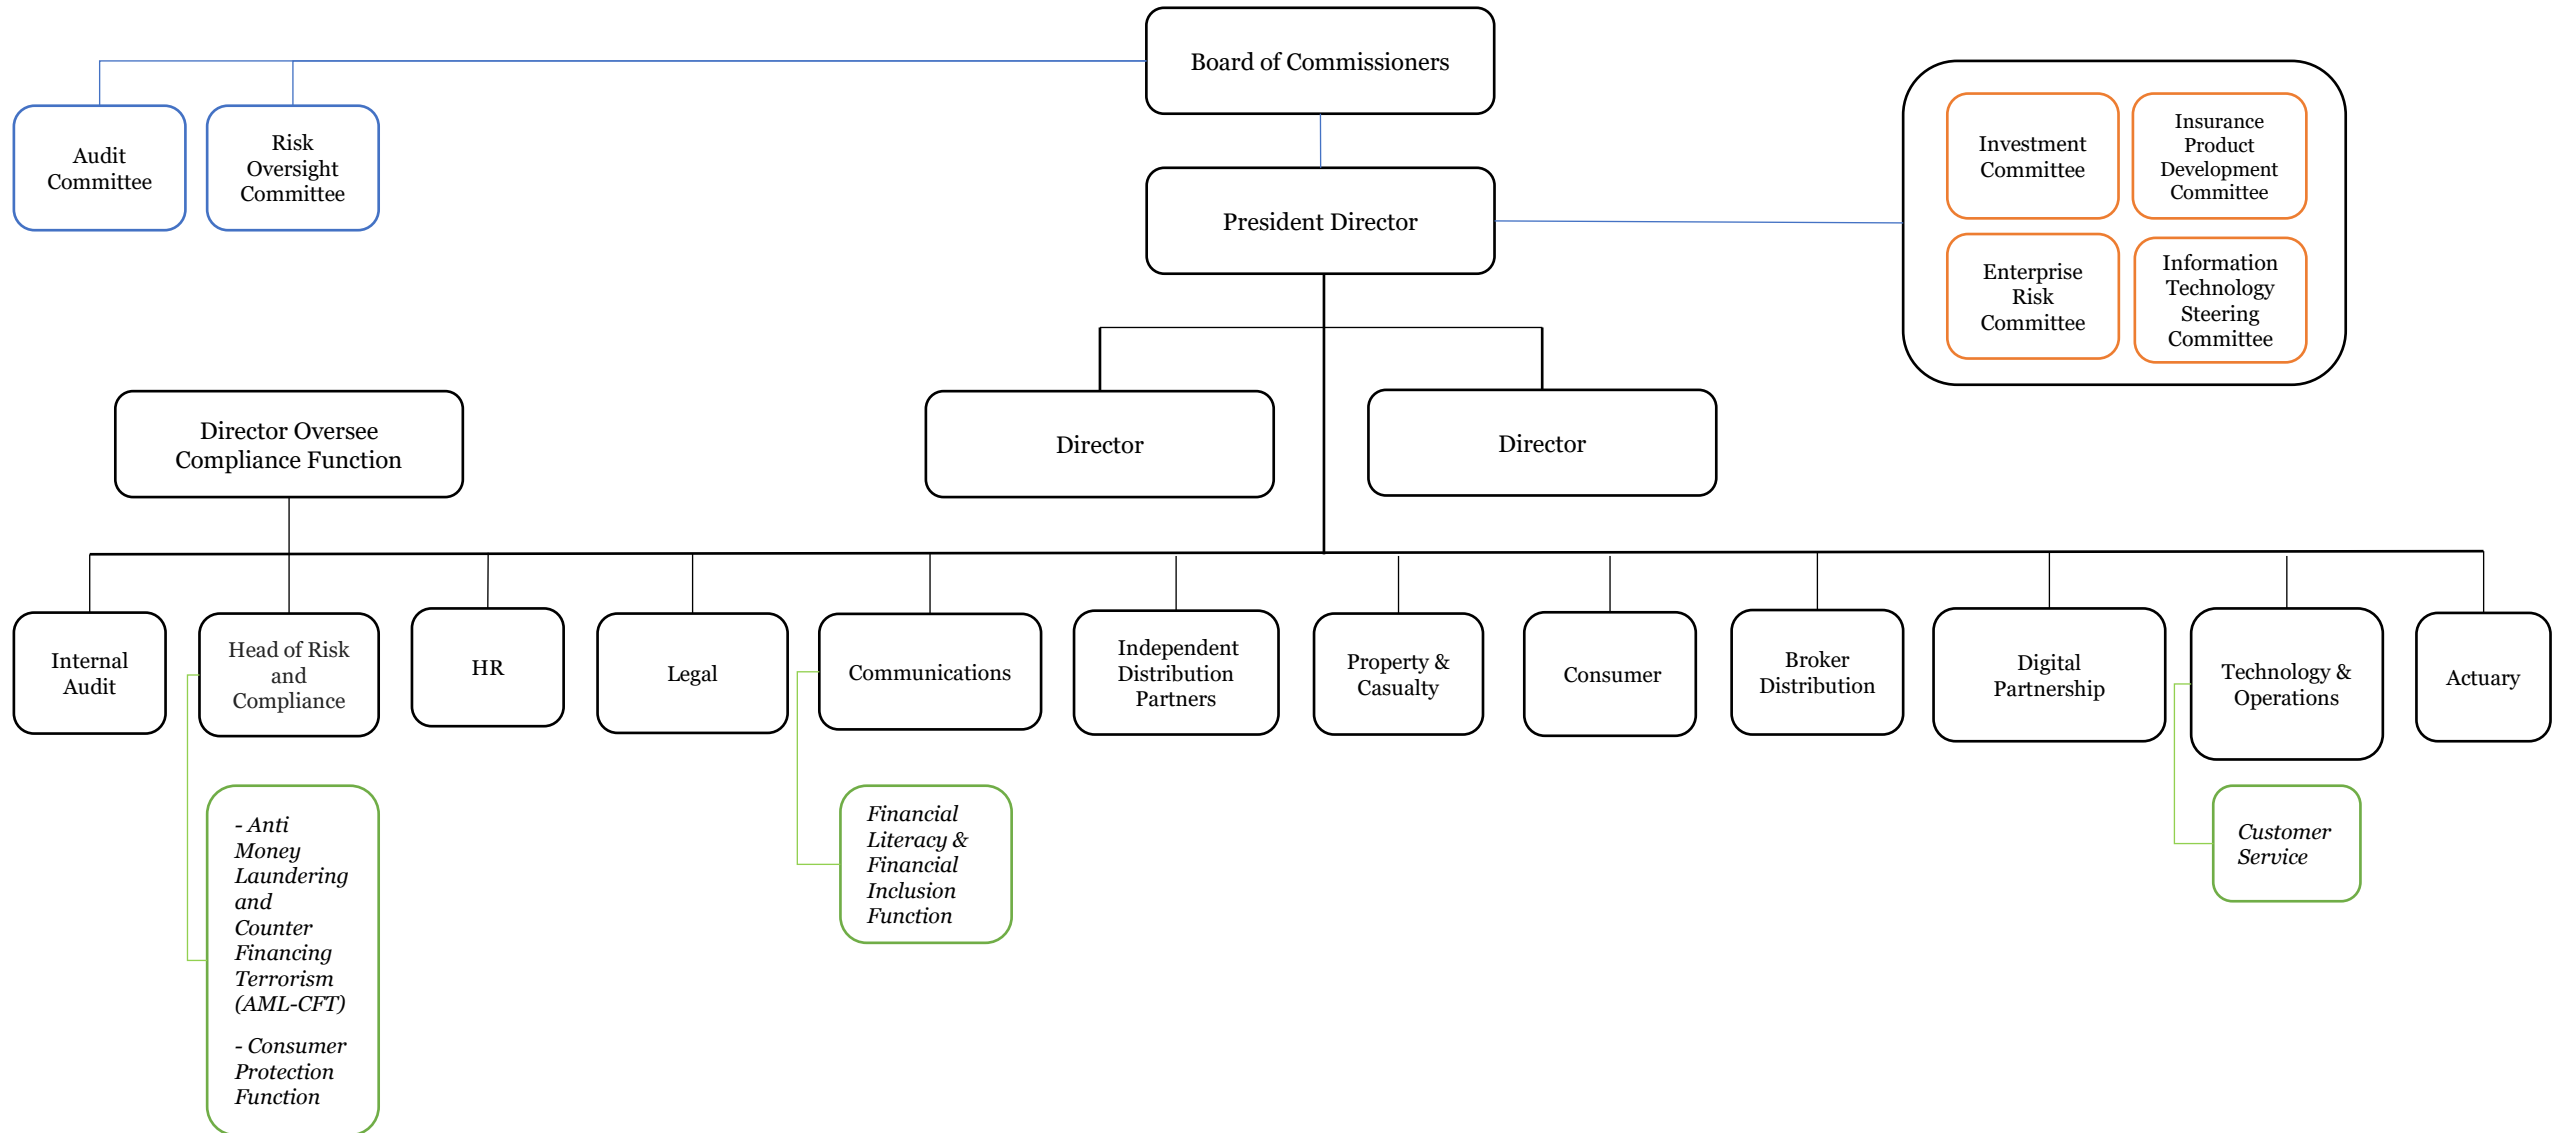 Board of Commissioners
Audit
Committee
Risk
Oversight
Committee
President Director
Investment
Committee
Insurance
Product
Development
Committee
Enterprise
Risk
Committee
Information
Technology
Steering
Committee
Director Oversee
Compliance Function
Director
Director
Internal
Audit
Head of Risk
and
Compliance
HR
Legal
Communications
Independent
Distribution
Partners
Property &
Casualty
Consumer
Broker
Distribution
Digital
Partnership
Technology &
Operations
Actuary
- Anti
Money
Laundering
and
Counter
Financing
Terrorism
(AML-CFT)
- Consumer
Protection
Function
Financial
Literacy &
Financial
Inclusion
Function
Customer
Service